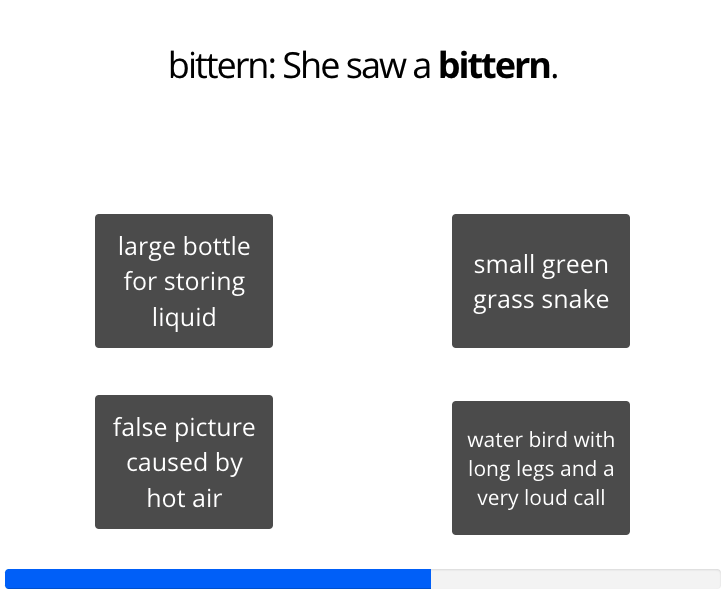 bittern: She saw a bittern.
large bottle
for storing
liquid
small green
grass snake
false picture
caused by
hot air
water bird with
long legs and a
very loud call